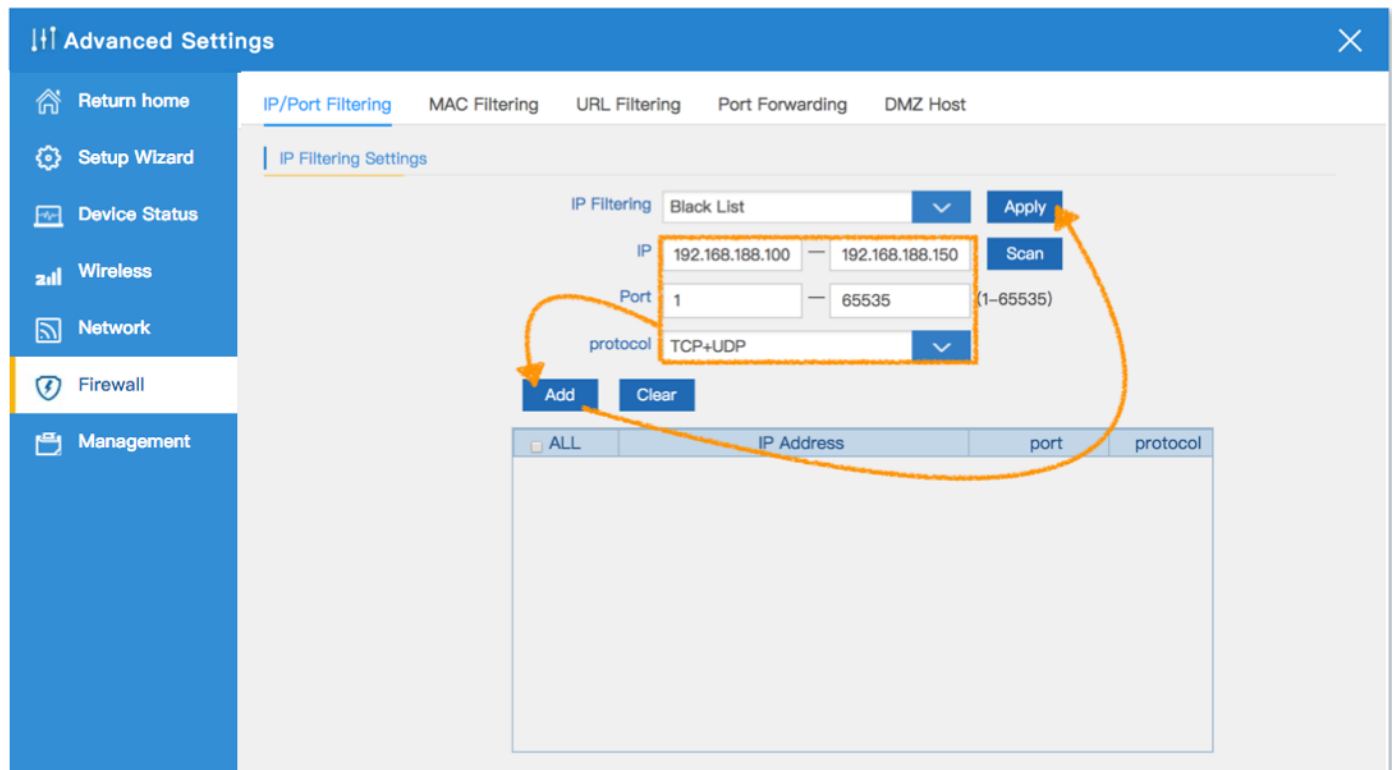 Advanced Settings
Return home
Setup Wizard
Device Status
Wireless
Network
Firewall
Management
IP/Port Filtering MAC Filtering URL Filtering Port Forwarding DMZ Host
IP Filtering Settings
IP Filtering Black List Apply
IP 192.168.188.100 — 192.168.188.150 Scan
Port 1 — 65535 (1-65535)
protocol TCP+UDP
Add Clear
ALL IP Address port protocol